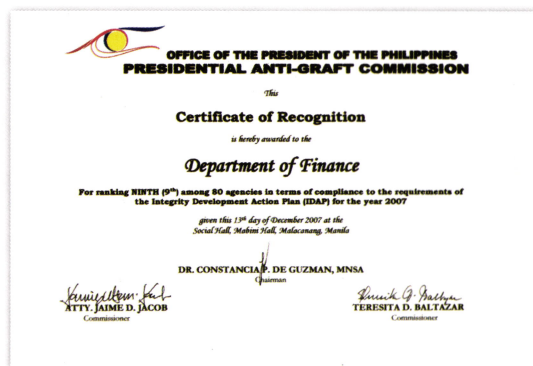 OFFICE OF THE PRESIDENT OF THE PHILIPPINES
PRESIDENTIAL ANTI-GRAFT COMMISSION
This
Certificate of Recognition
is hereby awarded to the
Department of Finance
For ranking NINTH (9th) among 80 agencies in terms of compliance to the requirements of
the Integrity Development Action Plan (IDAP) for the year 2007
given this 13th day of December 2007 at the
Social Hall, Mabini Hall, Malacanang, Manila
DR. CONSTANCIA P. DE GUZMAN, MNSA
Chairman
ATTY. JAIME D. JACOB
Commissioner
TERESITA D. BALTAZAR
Commissioner